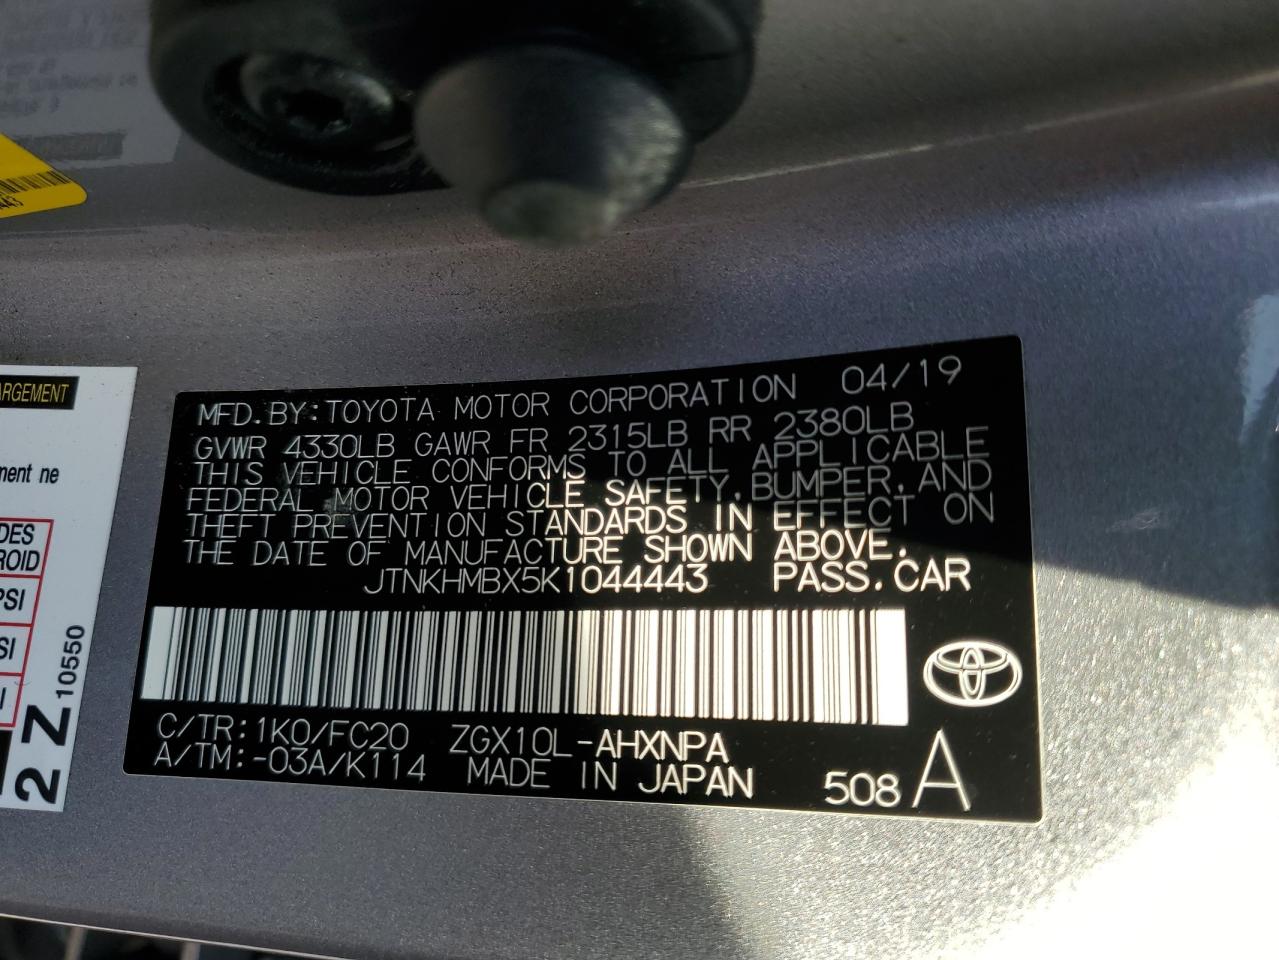 MFD.BY:TOYOTA MOTOR CORPORATION 04/19
GVWR 4330LB GAWR FR 2315LB RR 2380LB
THIS VEHICLE CONFORMS TO ALL APPLICABLE
FEDERAL MOTOR VEHICLE SAFETY,BUMPER,AND
THEFT PREVENTION STANDARDS IN EFFECT ON
THE DATE OF MANUFACTURE SHOWN ABOVE.
JTNKHMBX5K1044443 PASS.CAR
C/TR:1K0/FC20 ZGX10L-AHXNPA
A/TM:-03A/K114 MADE IN JAPAN 508 A
ARGEMENT
ment ne
DES
ROID
PSI
SI
I
2Z 10550
443